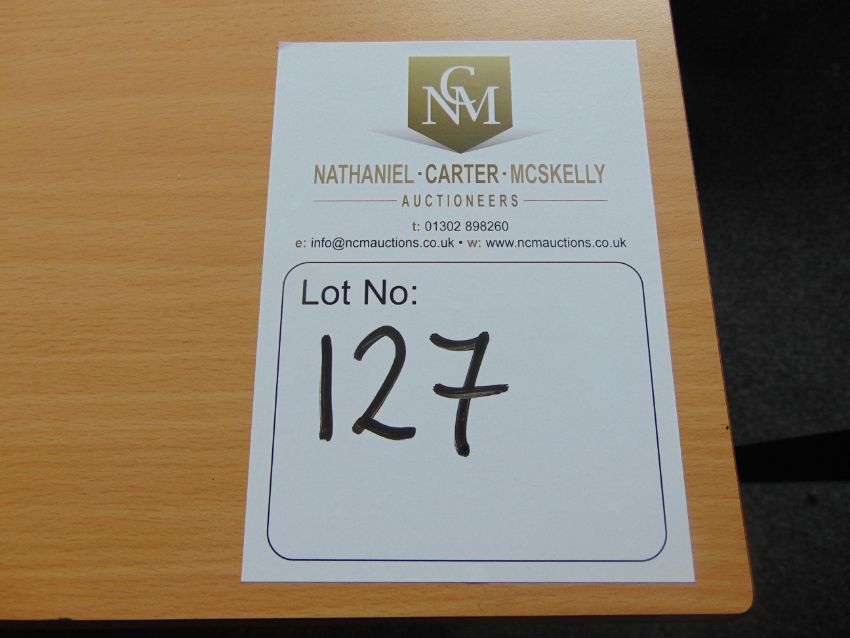 NCM
NATHANIEL · CARTER · MCSKELLY
AUCTIONEERS
t: 01302 898260
e: info@ncmauctions.co.uk • w: www.ncmauctions.co.uk
Lot No:
127